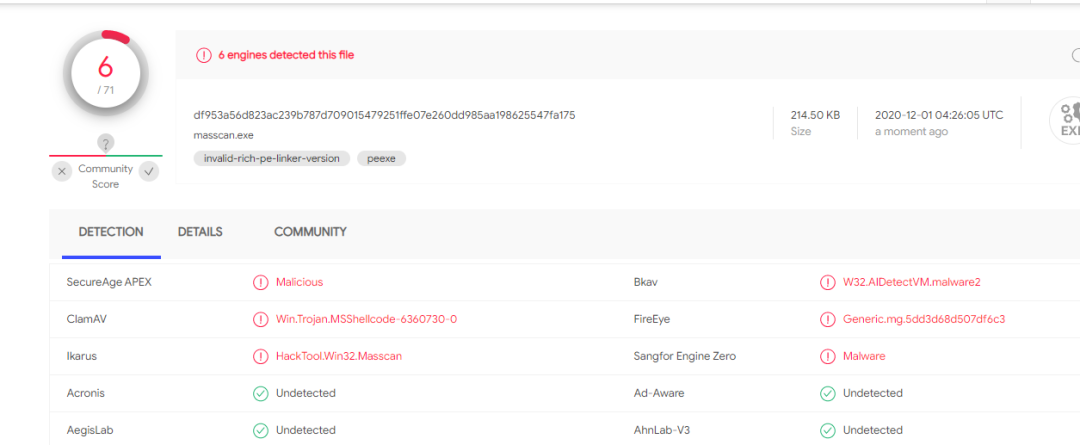 6
/ 71
6 engines detected this file
df953a56d823ac239b787d709015479251ffe07e260dd985aa198625547fa175
masscan.exe
invalid-rich-pe-linker-version peexe
214.50 KB
Size
2020-12-01 04:26:05 UTC
a moment ago
?
Community
Score
DETECTION DETAILS COMMUNITY
SecureAge APEX Malicious Bkav W32.AIDetectVM.malware2
ClamAV Win.Trojan.MSShellcode-6360730-0 FireEye Generic.mg.5dd3d68d507df6c3
Ikarus HackTool.Win32.Masscan Sangfor Engine Zero Malware
Acronis Undetected Ad-Aware Undetected
AegisLab Undetected AhnLab-V3 Undetected